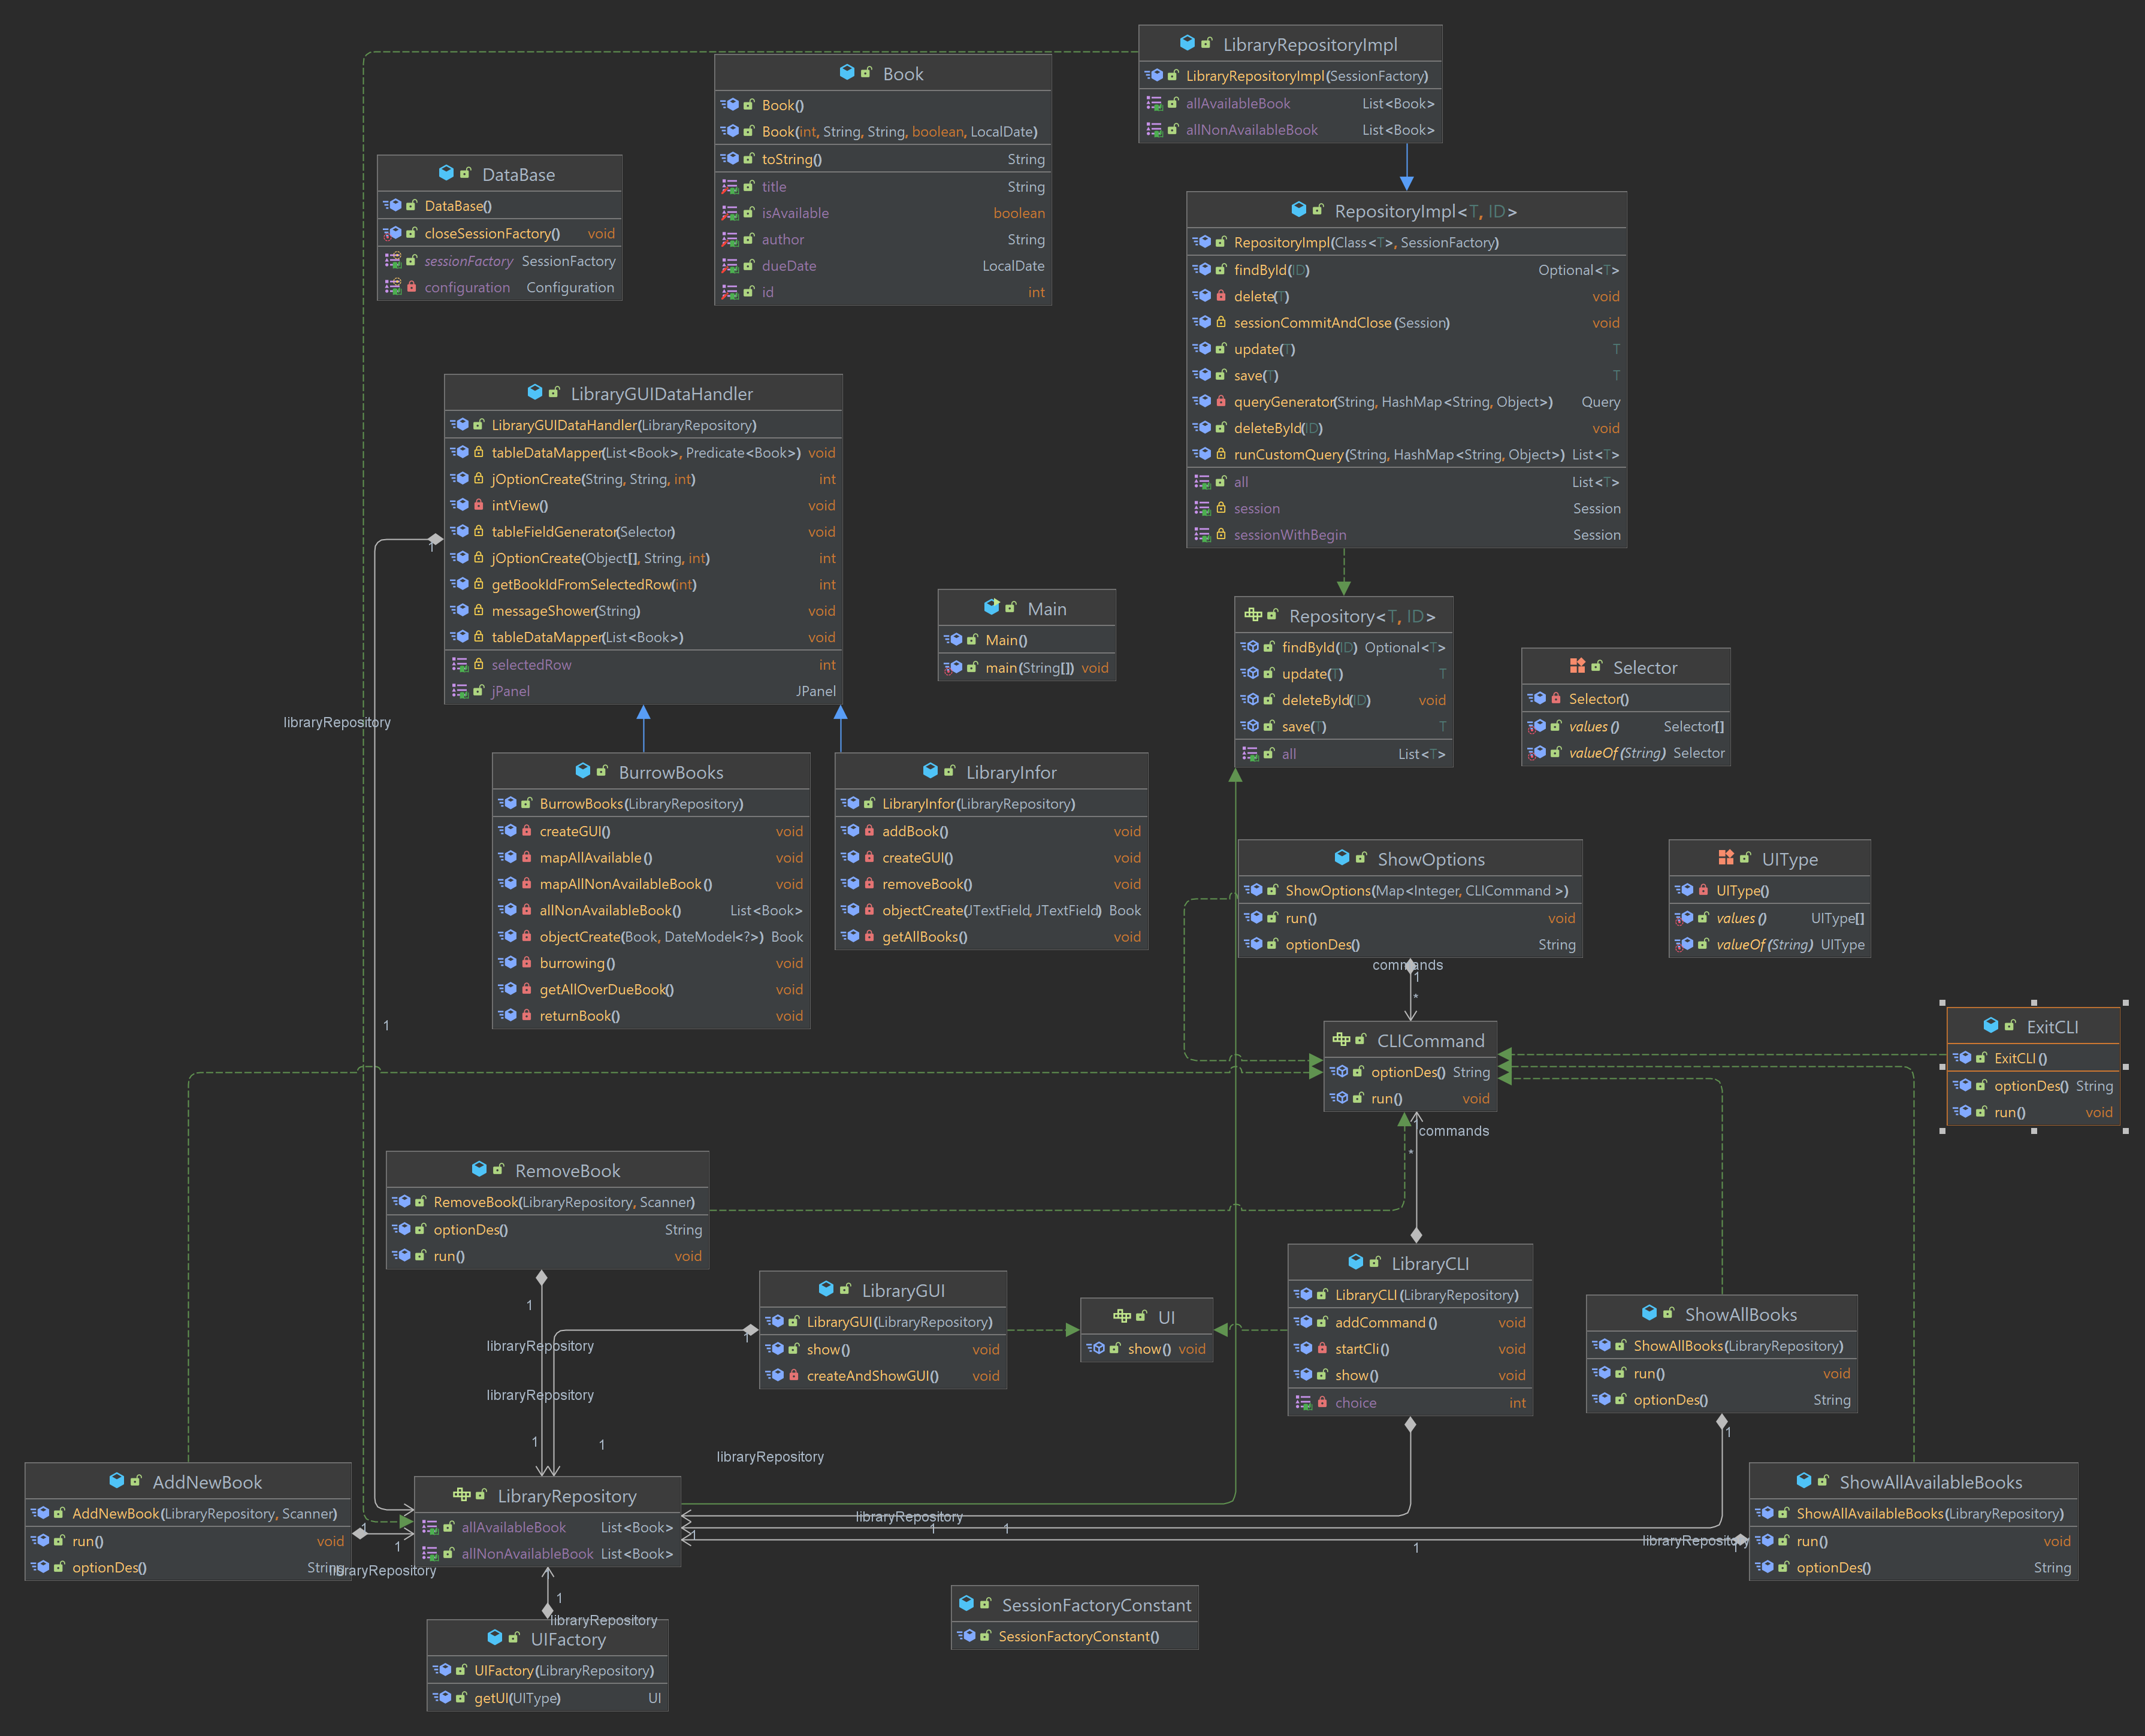 LibraryRepositoryImpl
LibraryRepositoryImpl(SessionFactory)
allAvailableBook List<Book>
allNonAvailableBook List<Book>
Book
Book()
Book(int, String, String, boolean, LocalDate)
toString() String
title String
isAvailable boolean
author String
dueDate LocalDate
id int
DataBase
DataBase()
closeSessionFactory() void
sessionFactory SessionFactory
configuration Configuration
RepositoryImpl<T, ID>
RepositoryImpl(Class<T>, SessionFactory)
findById(ID) Optional<T>
delete(T) void
sessionCommitAndClose(Session) void
update(T) T
save(T) T
queryGenerator(String, HashMap<String, Object>) Query
deleteById(ID) void
runCustomQuery(String, HashMap<String, Object>) List<T>
all List<T>
session Session
sessionWithBegin Session
LibraryGUIDataHandler
LibraryGUIDataHandler(LibraryRepository)
tableDataMapper(List<Book>, Predicate<Book>) void
jOptionCreate(String, String, int) int
intView() void
tableFieldGenerator(Selector) void
jOptionCreate(Object[], String, int) int
getBookIdFromSelectedRow(int) int
messageShower(String) void
tableDataMapper(List<Book>) void
selectedRow int
jPanel JPanel
1
Main
Main()
main(String[]) void
Repository<T, ID>
findById(ID) Optional<T>
update(T) T
deleteById(ID) void
save(T) T
all List<T>
Selector
Selector()
values() Selector[]
valueOf(String) Selector
libraryRepository
BurrowBooks
BurrowBooks(LibraryRepository)
createGUI() void
mapAllAvailable() void
mapAllNonAvailableBook() void
allNonAvailableBook() List<Book>
objectCreate(Book, DateModel<?>) Book
burrowing() void
getAllOverDueBook() void
returnBook() void
LibraryInfor
LibraryInfor(LibraryRepository)
addBook() void
createGUI() void
removeBook() void
objectCreate(JTextField, JTextField) Book
getAllBooks() void
ShowOptions
ShowOptions(Map<Integer, CLICommand>)
run() void
optionDes() String
commands
1
*
UIType
UIType()
values() UIType[]
valueOf(String) UIType
1
CLICommand
optionDes() String
run() void
commands
*
ExitCLI
ExitCLI()
optionDes() String
run() void
RemoveBook
RemoveBook(LibraryRepository, Scanner)
optionDes() String
run() void
1
libraryRepository
libraryRepository
1
1
LibraryGUI
LibraryGUI(LibraryRepository)
show() void
createAndShowGUI() void
1
libraryRepository
UI
show() void
LibraryCLI
LibraryCLI(LibraryRepository)
addCommand() void
startCli() void
show() void
choice int
ShowAllBooks
ShowAllBooks(LibraryRepository)
run() void
optionDes() String
1
AddNewBook
AddNewBook(LibraryRepository, Scanner)
run() void
optionDes() String
1
1
libraryRepository
LibraryRepository
allAvailableBook List<Book>
allNonAvailableBook List<Book>
libraryRepository
1
1
1
1
libraryRepository
1
ShowAllAvailableBooks
ShowAllAvailableBooks(LibraryRepository)
run() void
optionDes() String
1
libraryRepository
UIFactory
UIFactory(LibraryRepository)
getUI(UIType) UI
SessionFactoryConstant
SessionFactoryConstant()